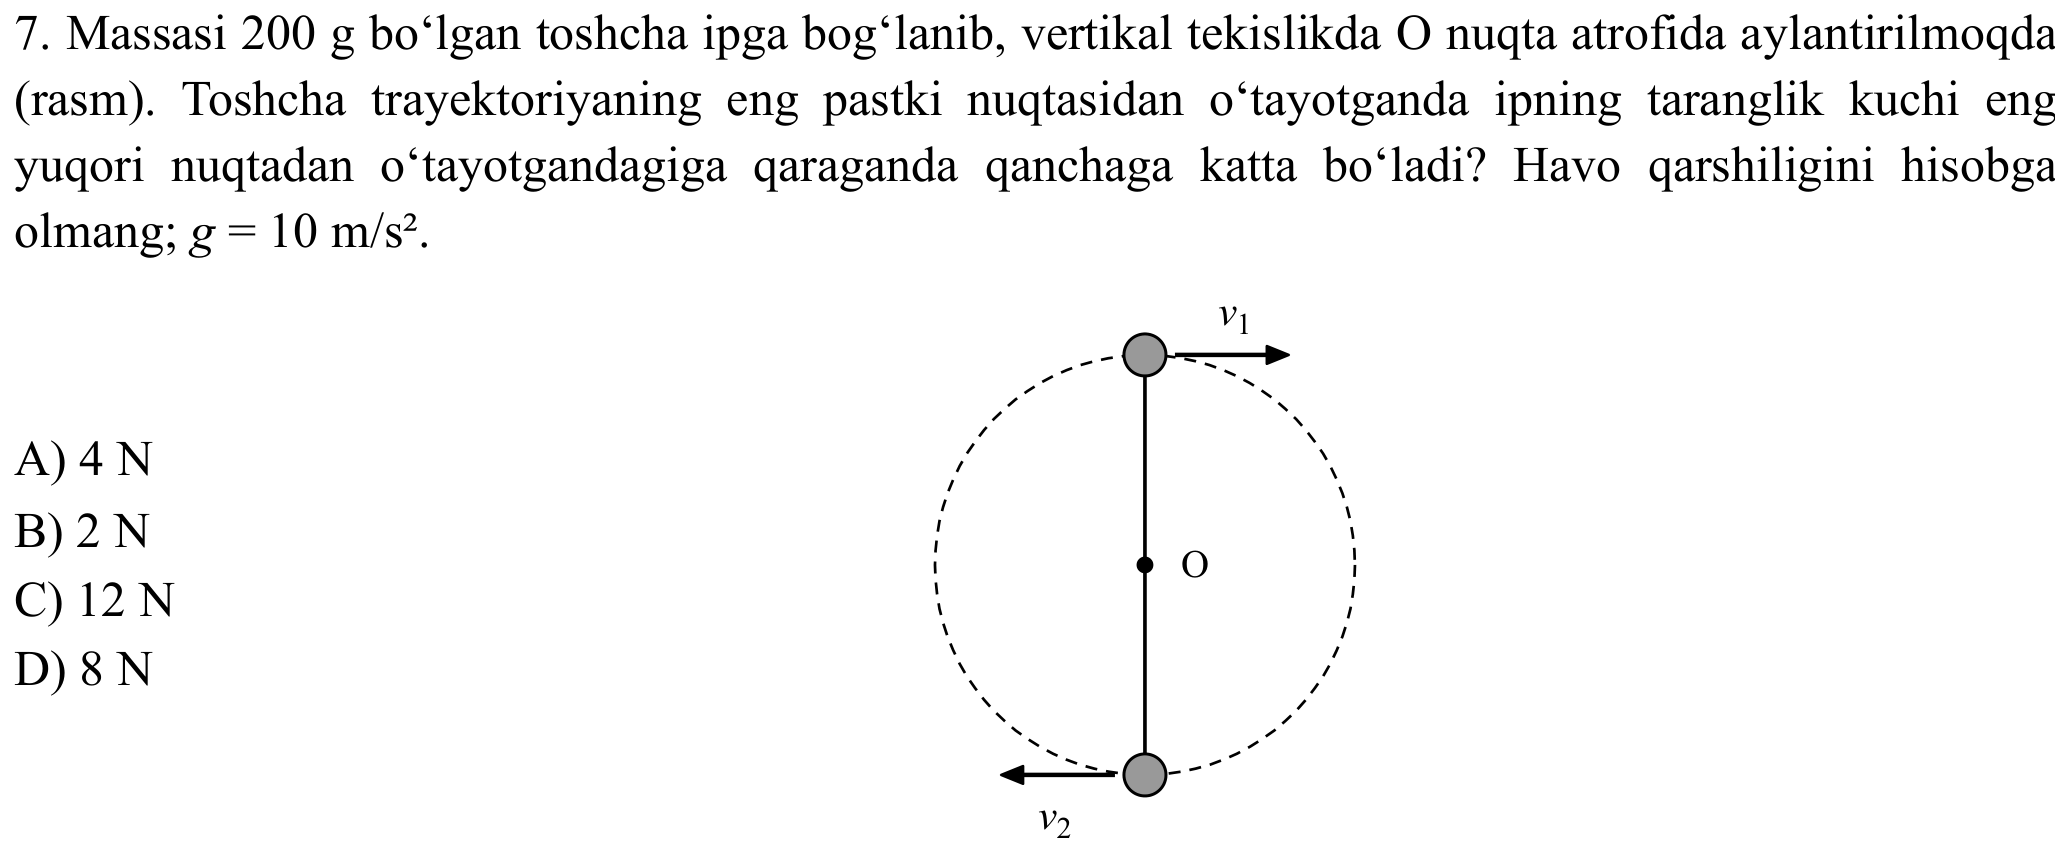 7. Massasi 200 g bo‘lgan toshcha ipga bog‘lanib, vertikal tekislikda O nuqta atrofida aylantirilmoqda
(rasm). Toshcha trayektoriyaning eng pastki nuqtasidan o‘tayotganda ipning taranglik kuchi eng
yuqori nuqtadan o‘tayotgandagiga qaraganda qanchaga katta bo‘ladi? Havo qarshiligini hisobga
olmang; g = 10 m/s².
v₁
A) 4 N
B) 2 N
O
C) 12 N
D) 8 N
v₂